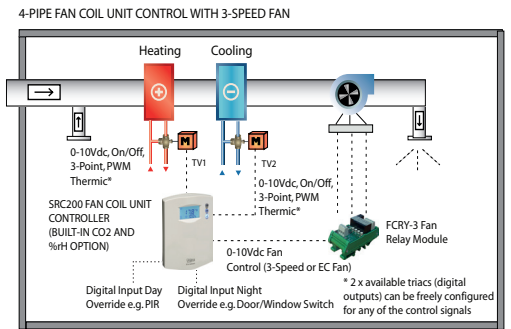 4-PIPE FAN COIL UNIT CONTROL WITH 3-SPEED FAN
Heating
Cooling
M
TV1
M
TV2
0-10Vdc, On/Off,
3-Point, PWM
Thermic*
0-10Vdc, On/Off,
3-Point, PWM
Thermic*
SRC200 FAN COIL UNIT
CONTROLLER
(BUILT-IN CO2 AND
%rH OPTION)
FCRY-3 Fan
Relay Module
0-10Vdc Fan
Control (3-Speed or EC Fan)
Digital Input Day
Override e.g. PIR
Digital Input Night
Override e.g. Door/Window Switch
* 2 x available triacs (digital
outputs) can be freely configured
for any of the control signals